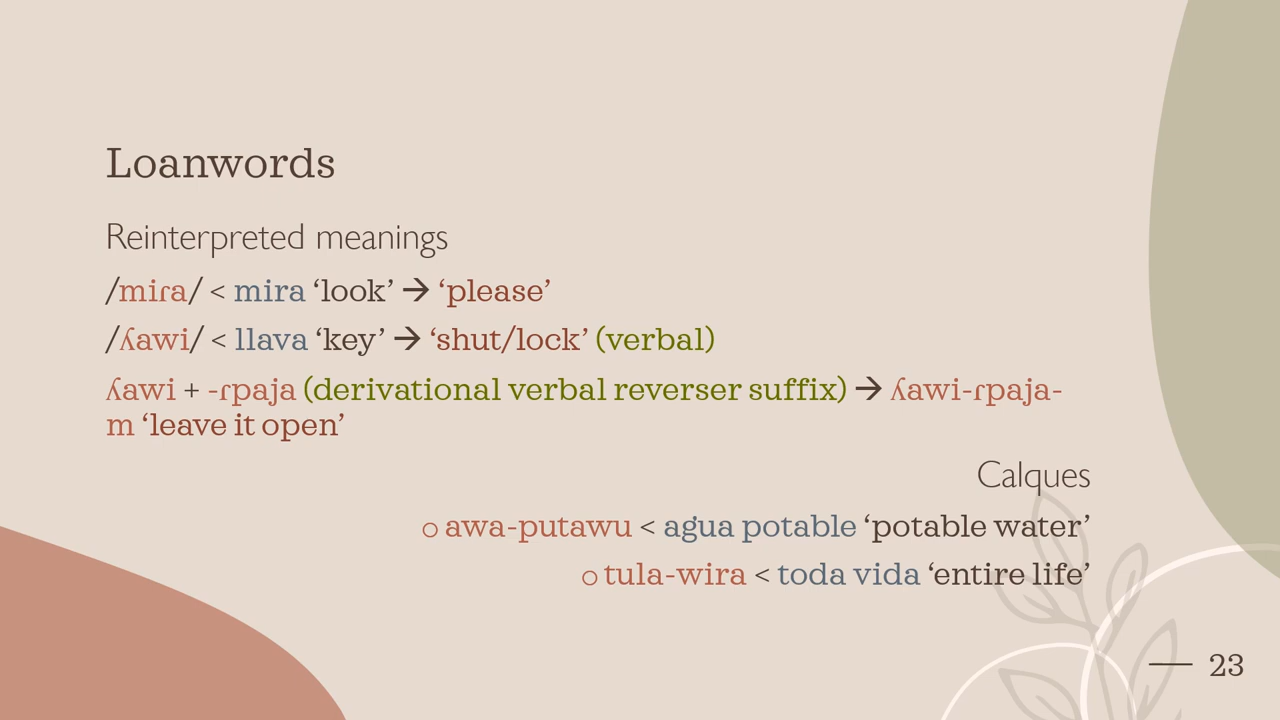 Loanwords
Reinterpreted meanings
/miɾa/ < mira ‘look’ → ‘please’
/ʎawi/ < llava ‘key’ → ‘shut/lock’ (verbal)
ʎawi + -ɾpaja (derivational verbal reverser suffix) → ʎawi-ɾpaja-
m ‘leave it open’
Calques
○ awa-putawu < agua potable ‘potable water’
○ tula-wira < toda vida ‘entire life’
23